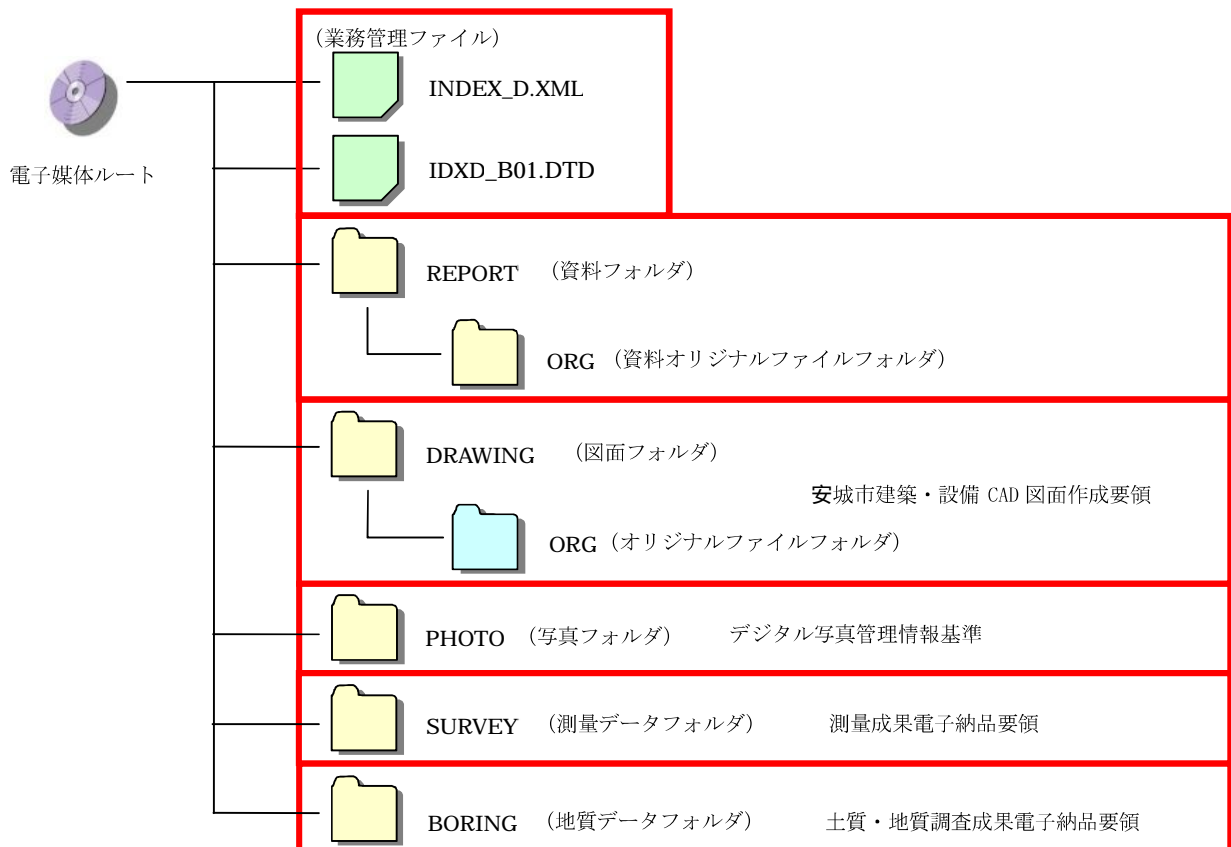 (業務管理ファイル)
INDEX_D.XML
電子媒体ルート
IDXD_B01.DTD
REPORT (資料フォルダ)
ORG (資料オリジナルファイルフォルダ)
DRAWING (図面フォルダ)
安城市建築・設備 CAD 図面作成要領
ORG (オリジナルファイルフォルダ)
PHOTO (写真フォルダ) デジタル写真管理情報基準
SURVEY (測量データフォルダ) 測量成果電子納品要領
BORING (地質データフォルダ) 土質・地質調査成果電子納品要領